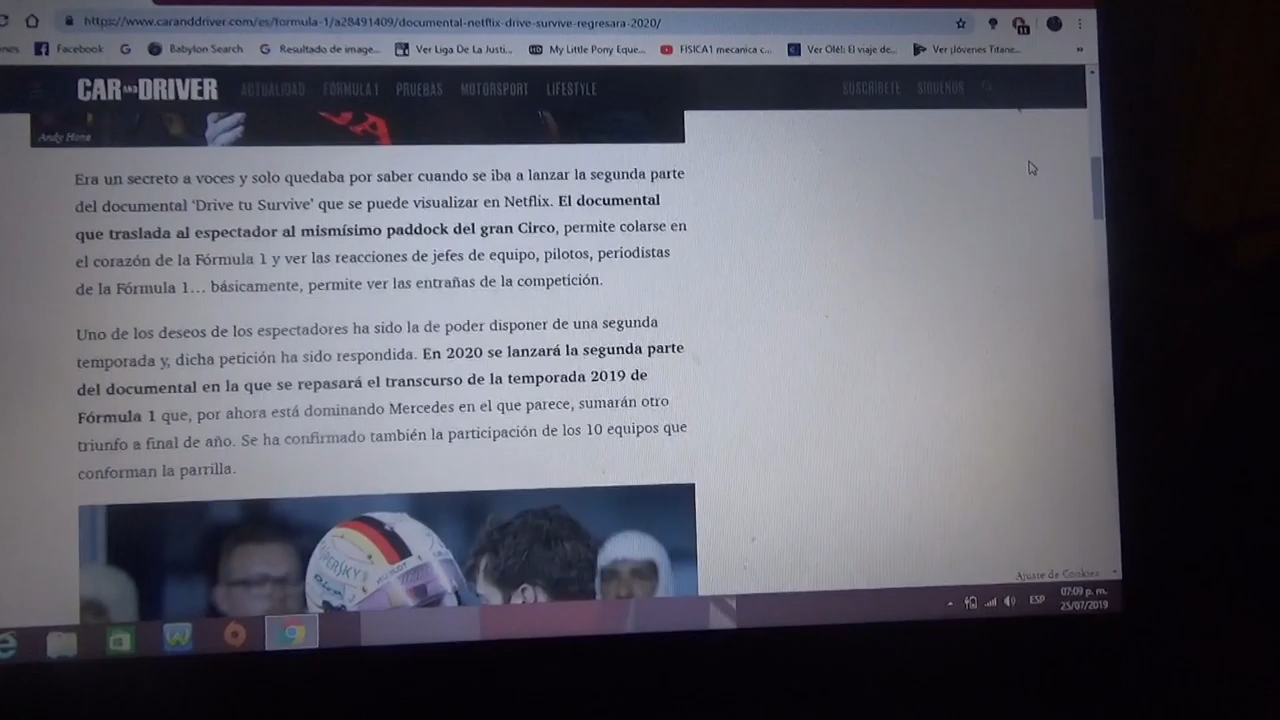 https://www.caranddriver.com/es/formula-1/a28491409/documental-netflix-drive-survive-regresara-2020/
nes Facebook Babylon Search Resultado de image... Ver Liga De La Justi... My Little Pony Eque... FÍSICA1 mecanica c... Ver Olé!: El viaje de... Ver ¡Jóvenes Titane... »
CAR AND DRIVER ACTUALIDAD FÓRMULA 1 PRUEBAS MOTORSPORT LIFESTYLE SUSCRÍBETE SÍGUENOS
Andy Hone
Era un secreto a voces y solo quedaba por saber cuando se iba a lanzar la segunda parte
del documental ‘Drive tu Survive’ que se puede visualizar en Netflix. El documental
que traslada al espectador al mismísimo paddock del gran Circo, permite colarse en
el corazón de la Fórmula 1 y ver las reacciones de jefes de equipo, pilotos, periodistas
de la Fórmula 1... básicamente, permite ver las entrañas de la competición.
Uno de los deseos de los espectadores ha sido la de poder disponer de una segunda
temporada y, dicha petición ha sido respondida. En 2020 se lanzará la segunda parte
del documental en la que se repasará el transcurso de la temporada 2019 de
Fórmula 1 que, por ahora está dominando Mercedes en el que parece, sumarán otro
triunfo a final de año. Se ha confirmado también la participación de los 10 equipos que
conforman la parrilla.
KASPERSKY
Ajuste de Cookies
ESP 07:09 p. m.
25/07/2019